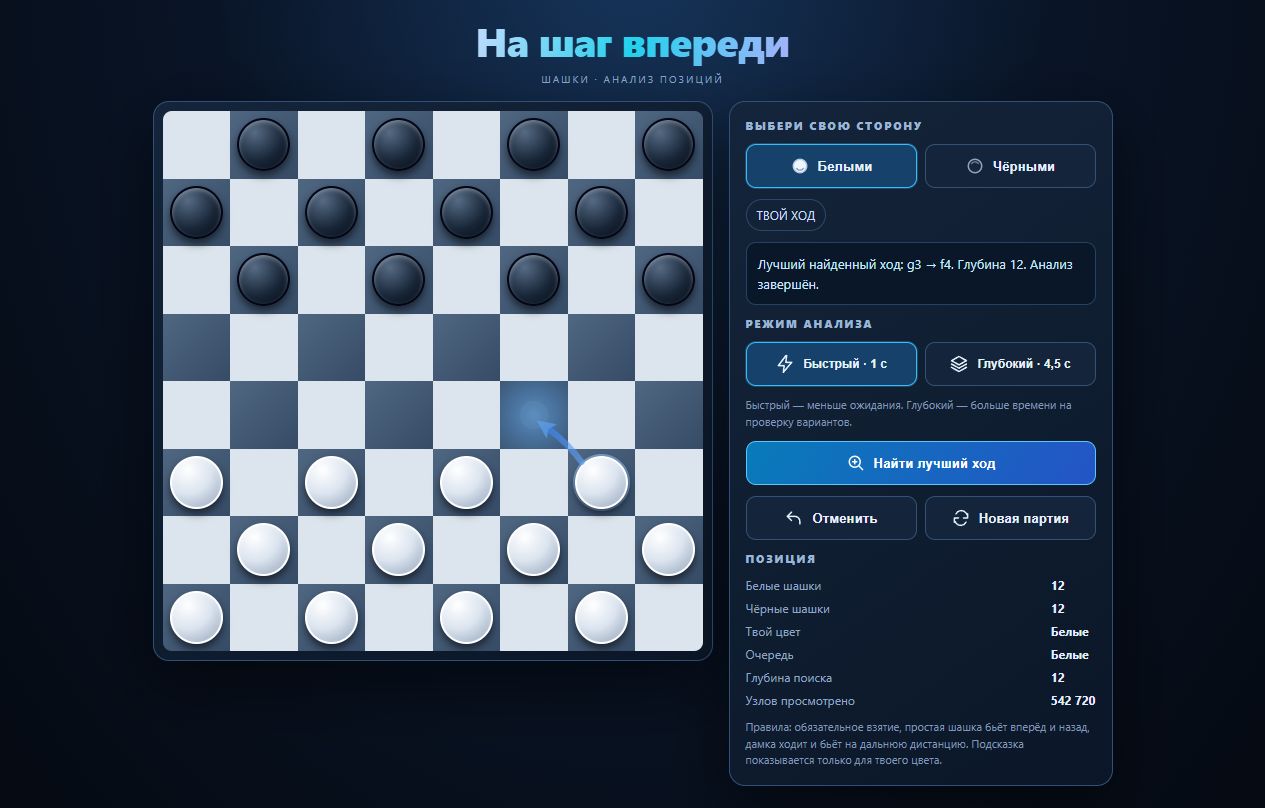 На шаг впереди
ШАШКИ · АНАЛИЗ ПОЗИЦИЙ
ВЫБЕРИ СВОЮ СТОРОНУ
Белыми
Чёрными
ТВОЙ ХОД
Лучший найденный ход: g3 → f4. Глубина 12. Анализ
завершён.
РЕЖИМ АНАЛИЗА
Быстрый · 1 с
Глубокий · 4,5 с
Быстрый — меньше ожидания. Глубокий — больше времени на
проверку вариантов.
Найти лучший ход
Отменить
Новая партия
ПОЗИЦИЯ
Белые шашки 12
Чёрные шашки 12
Твой цвет Белые
Очередь Белые
Глубина поиска 12
Узлов просмотрено 542 720
Правила: обязательное взятие, простая шашка бьёт вперёд и назад,
дамка ходит и бьёт на дальнюю дистанцию. Подсказка
показывается только для твоего цвета.